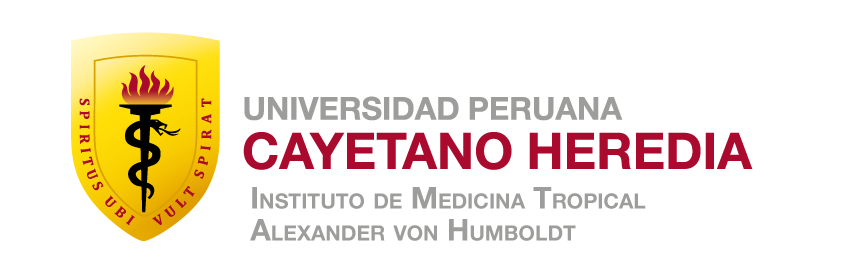 SPIRITUS UBI VULT SPIRAT
UNIVERSIDAD PERUANA
CAYETANO HEREDIA
INSTITUTO DE MEDICINA TROPICAL
ALEXANDER VON HUMBOLDT